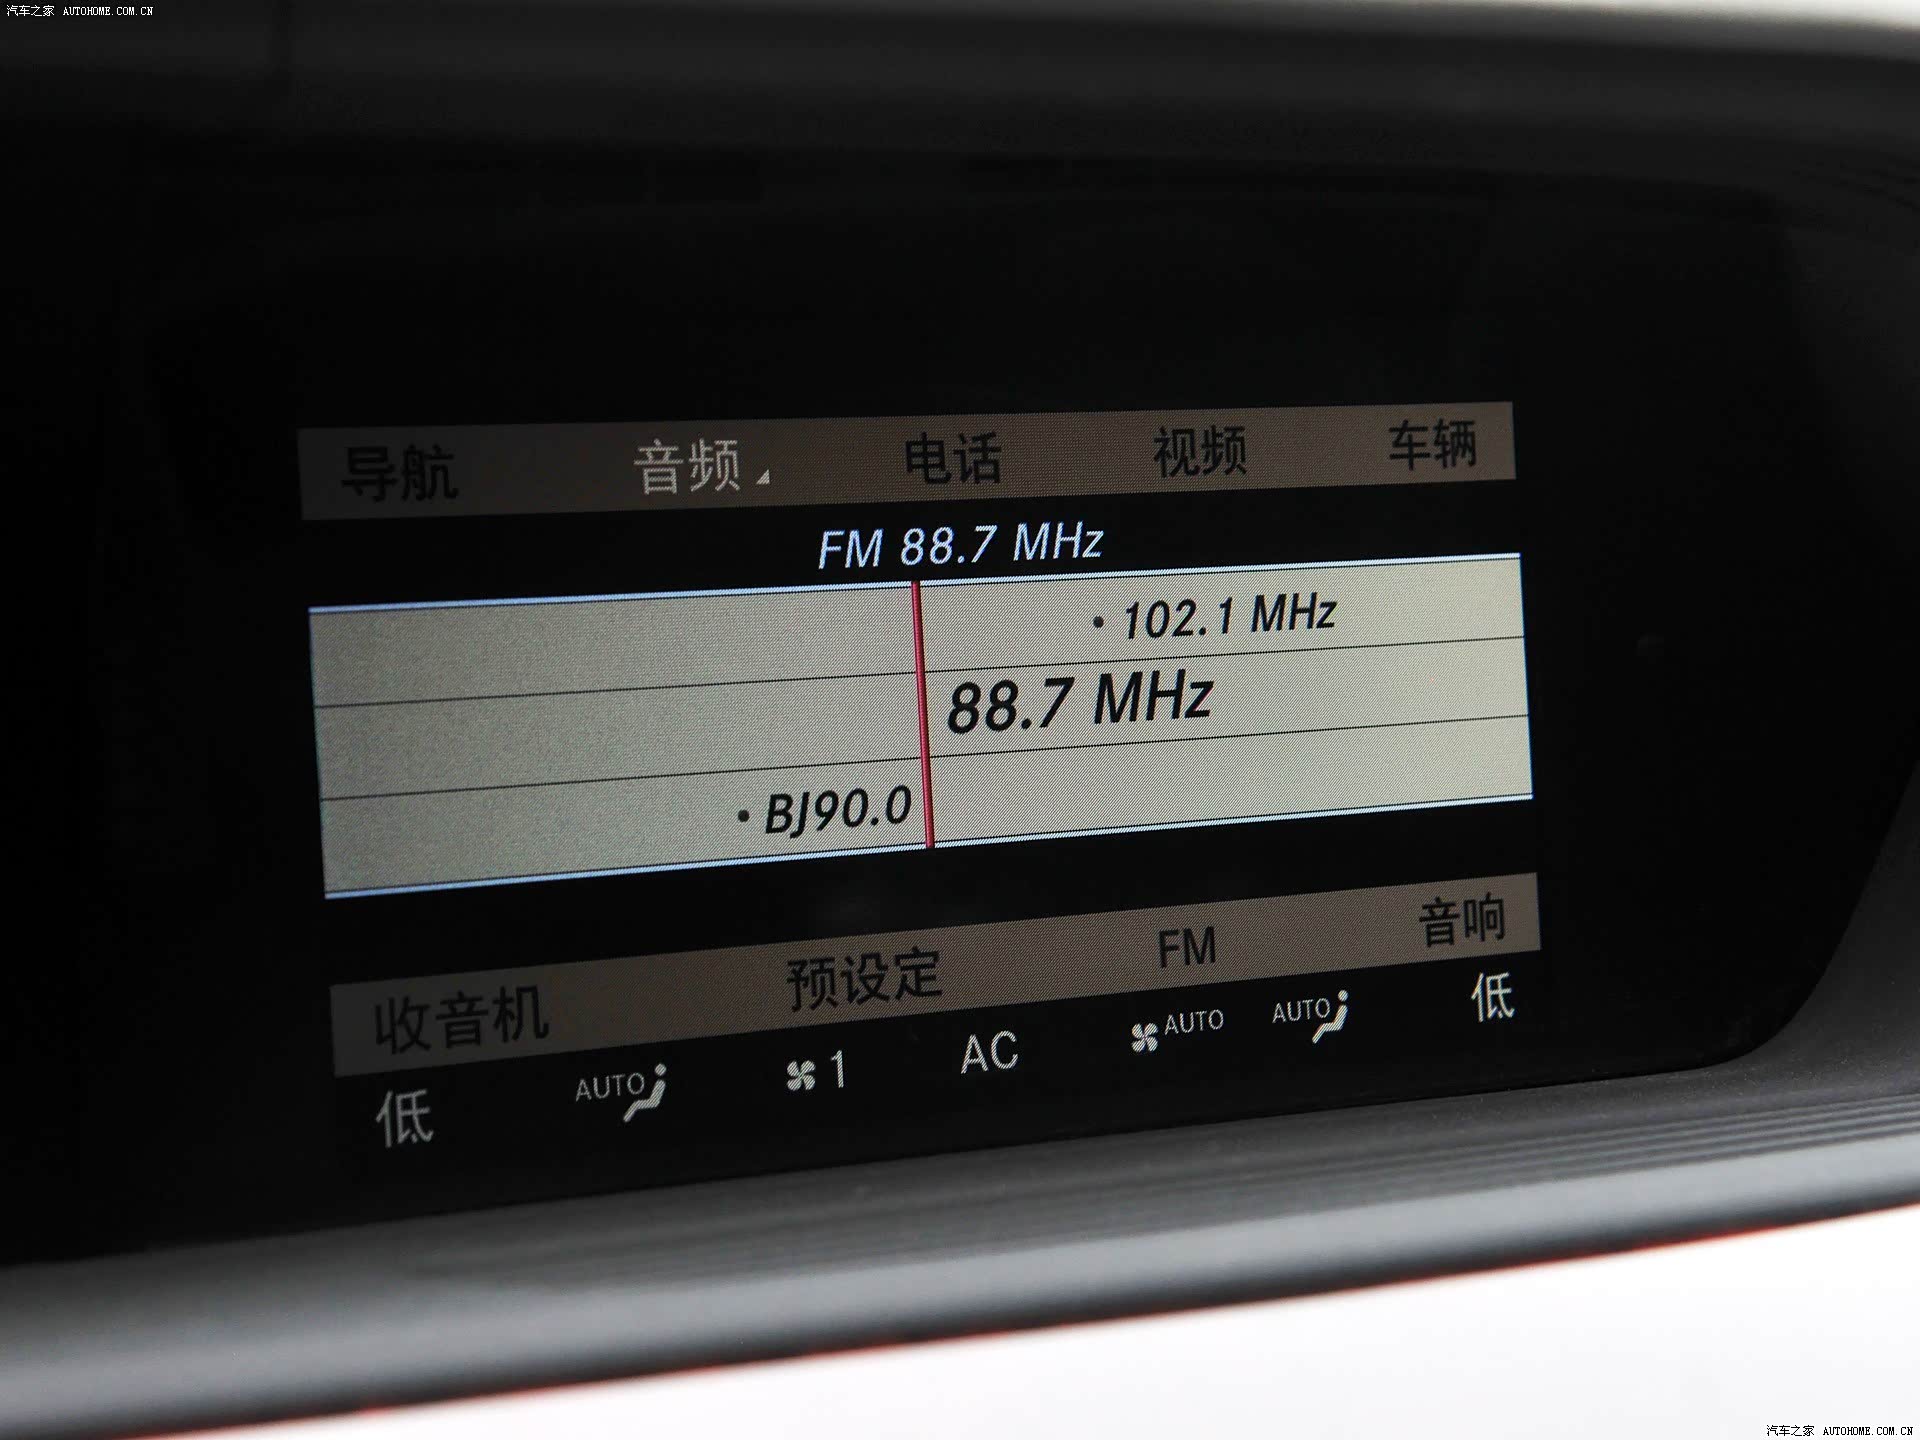 汽车之家 AUTOHOME.COM.CN
导航 音频 电话 视频 车辆
FM 88.7 MHz
• 102.1 MHz
88.7 MHz
• BJ90.0
收音机 预设定 FM 音响
低 AUTO 1 AC AUTO AUTO 低
汽车之家 AUTOHOME.COM.CN